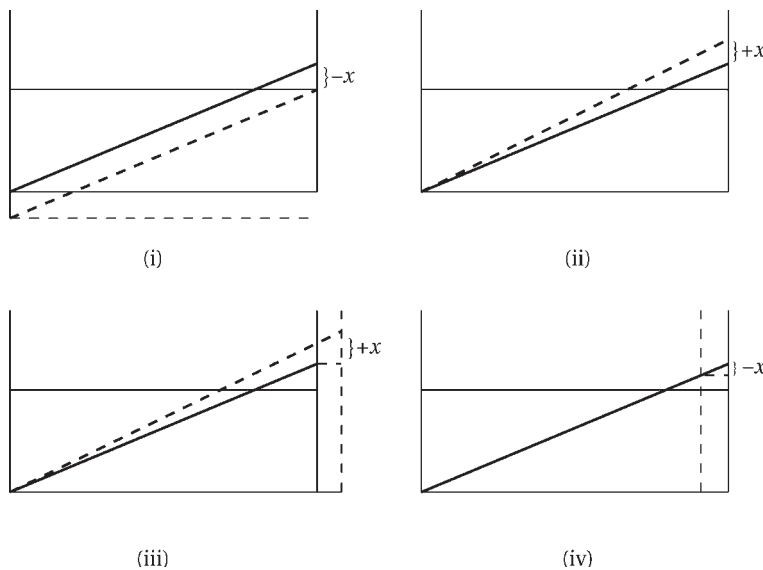 }−x
}+x
(i)
(ii)
}+x
}−x
(iii)
(iv)